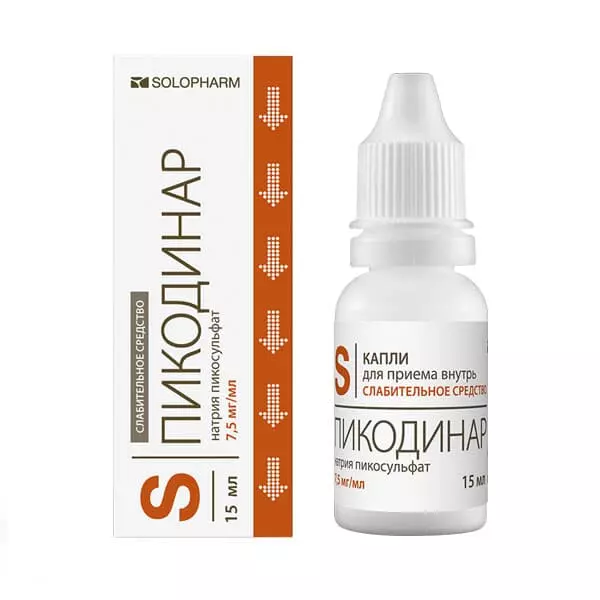 SOLOPHARM
СЛАБИТЕЛЬНОЕ СРЕДСТВО
ПИКОДИНАР
натрия пикосульфат
7,5 мг/мл
S
15 мл
S
КАПЛИ
для приема внутрь
СЛАБИТЕЛЬНОЕ СРЕДСТВО
ПИКОДИНАР
натрия пикосульфат
7,5 мг/мл
15 мл